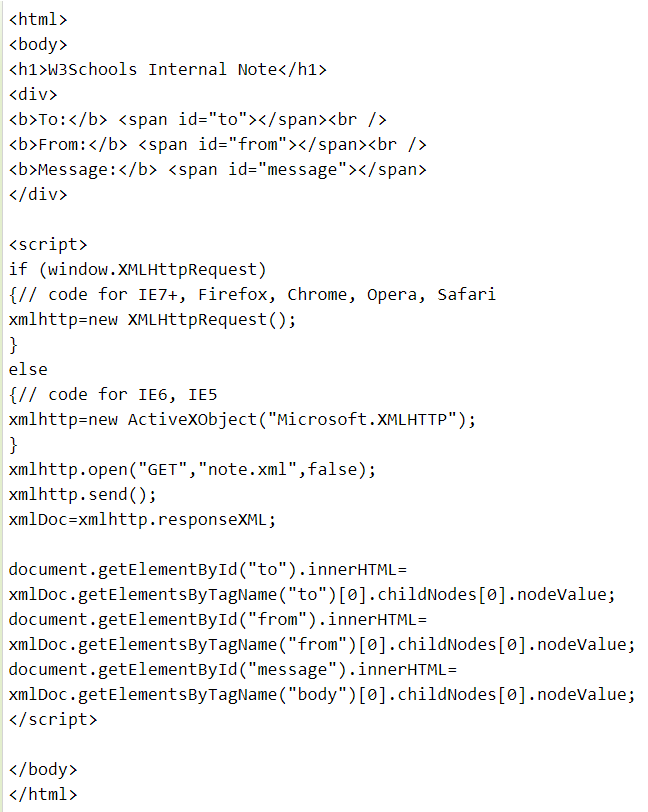 <html>
<body>
<h1>W3Schools Internal Note</h1>
<div>
<b>To:</b> <span id="to"></span><br />
<b>From:</b> <span id="from"></span><br />
<b>Message:</b> <span id="message"></span>
</div>

<script>
if (window.XMLHttpRequest)
{// code for IE7+, Firefox, Chrome, Opera, Safari
xmlhttp=new XMLHttpRequest();
}
else
{// code for IE6, IE5
xmlhttp=new ActiveXObject("Microsoft.XMLHTTP");
}
xmlhttp.open("GET","note.xml",false);
xmlhttp.send();
xmlDoc=xmlhttp.responseXML;

document.getElementById("to").innerHTML=
xmlDoc.getElementsByTagName("to")[0].childNodes[0].nodeValue;
document.getElementById("from").innerHTML=
xmlDoc.getElementsByTagName("from")[0].childNodes[0].nodeValue;
document.getElementById("message").innerHTML=
xmlDoc.getElementsByTagName("body")[0].childNodes[0].nodeValue;
</script>

</body>
</html>